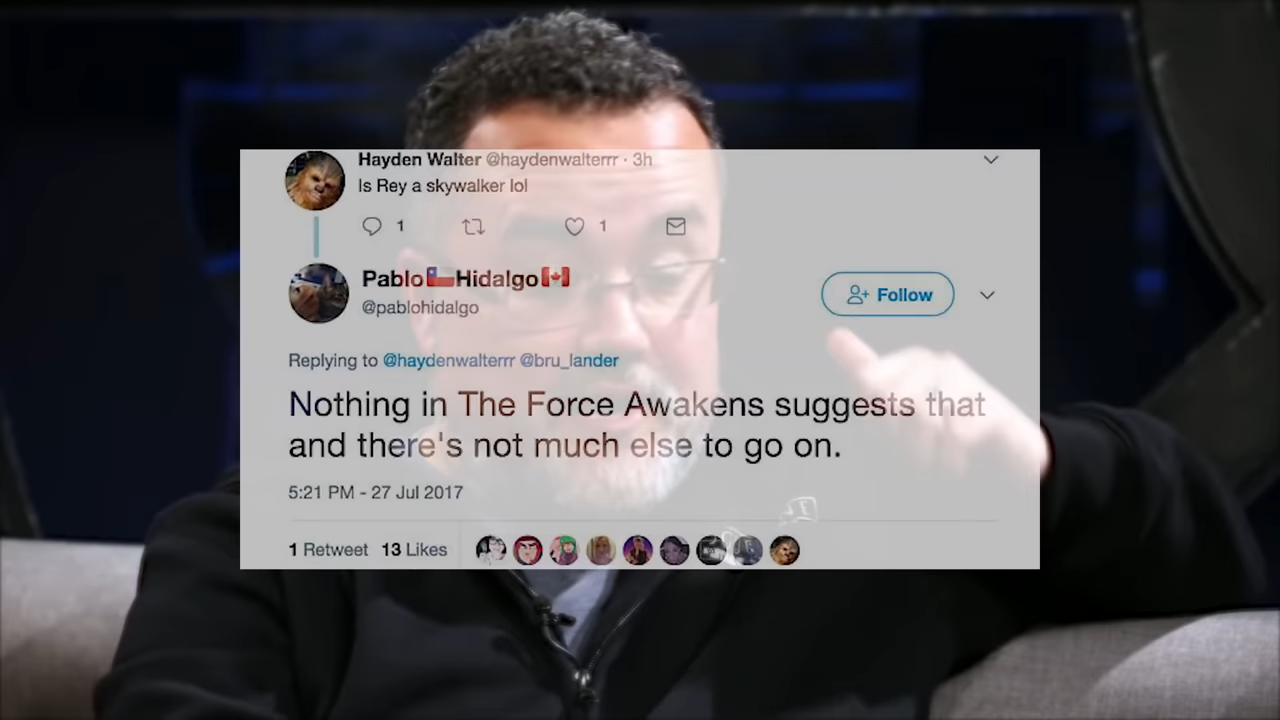 Hayden Walter @haydenwalterrr · 3h
Is Rey a skywalker lol
1 1
Pablo🇨🇱Hidalgo🇨🇦
@pablohidalgo
Follow
Replying to @haydenwalterrr @bru_lander
Nothing in The Force Awakens suggests that
and there's not much else to go on.
5:21 PM - 27 Jul 2017
1 Retweet 13 Likes